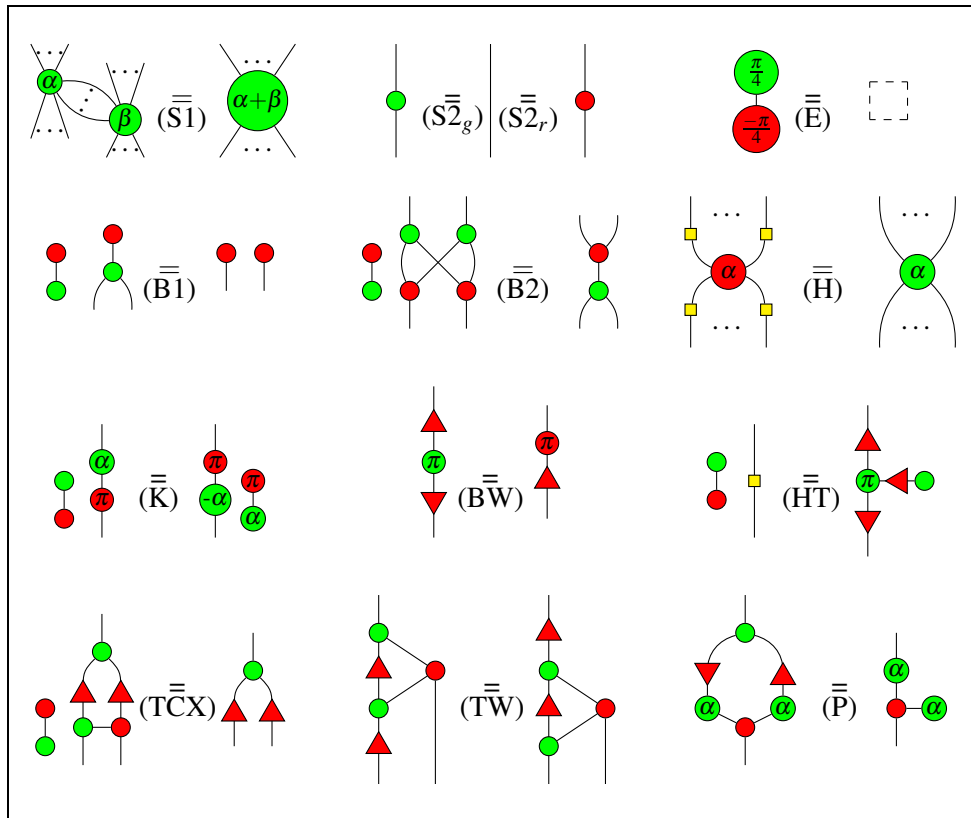 α β ... (S1) = α+β ... (S2g) = (S2r) = π/4 -π/4 (E) =
(B1) = (B2) = ... α ... (H) = ... α ...
α π (K) = π -α π α π (BW) = π (HT) = π
(TCX) = (TW) = α α (P) = α α